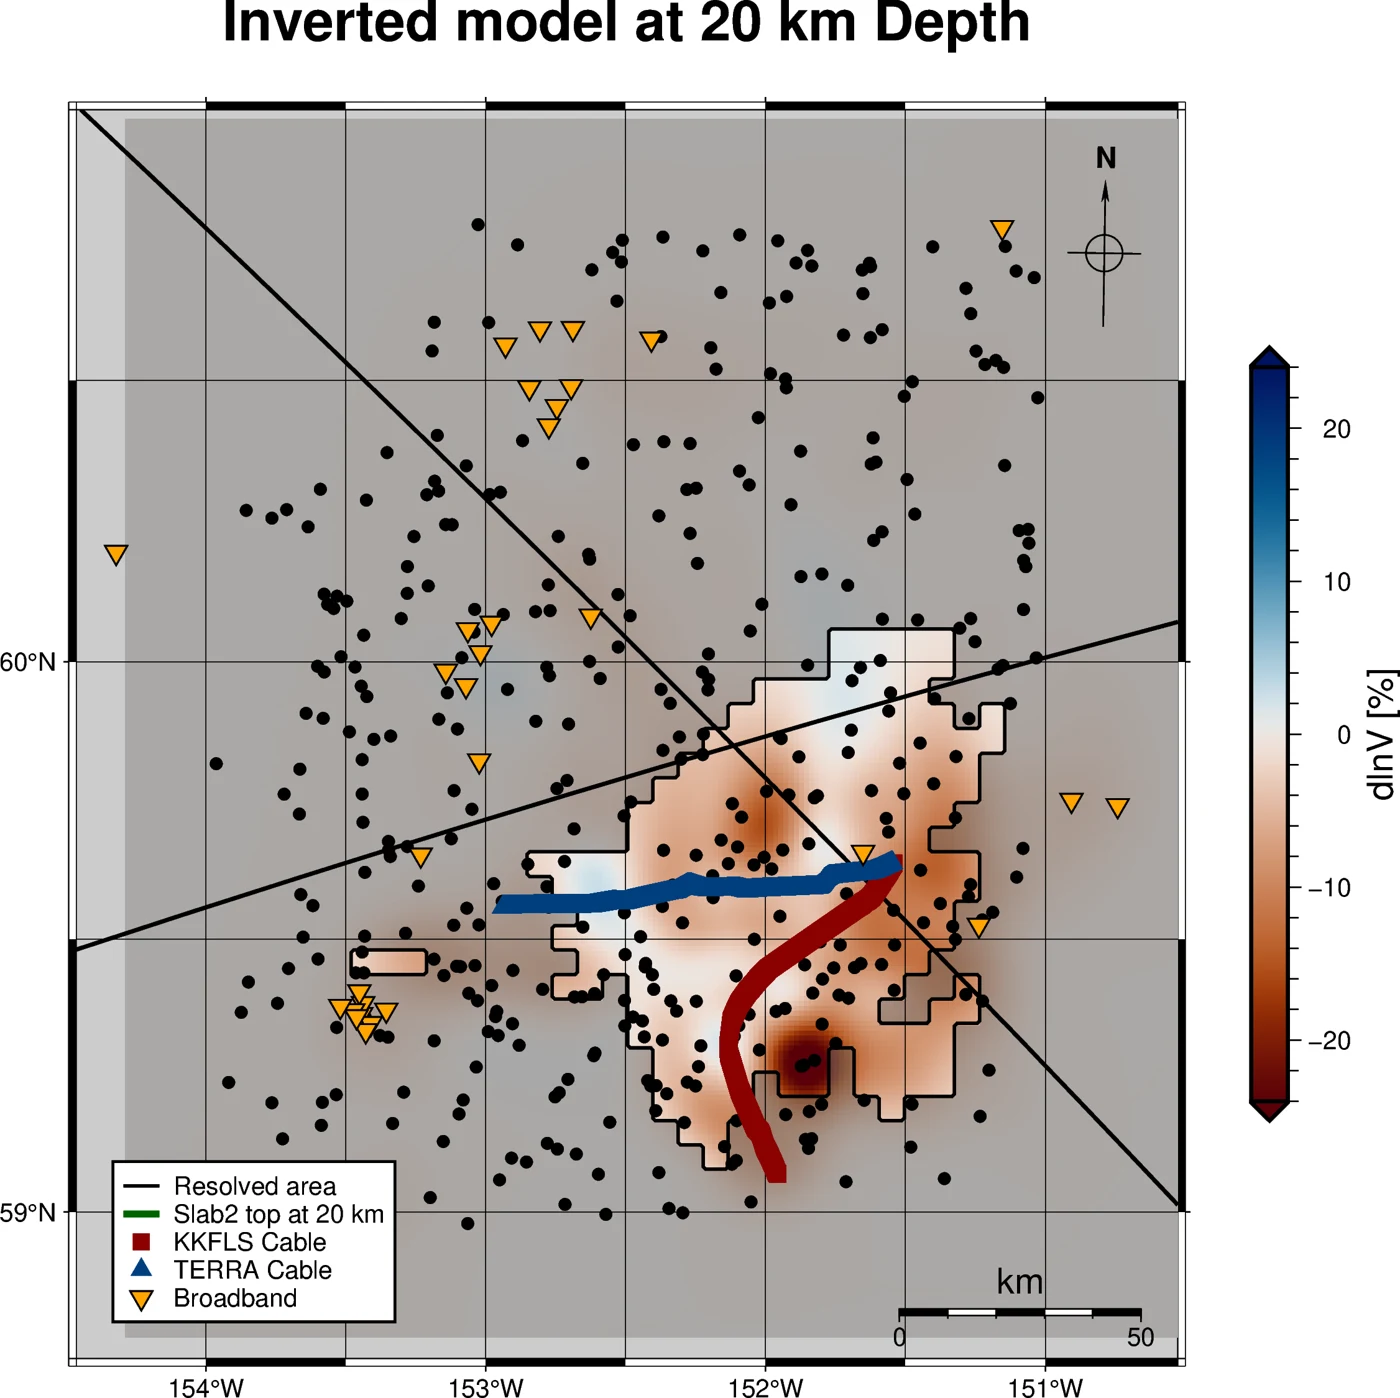 Inverted model at 20 km Depth
N
60°N
59°N
154°W
153°W
152°W
151°W
Resolved area
Slab2 top at 20 km
KKFLS Cable
TERRA Cable
Broadband
km
0
50
20
10
0
−10
−20
dlnV [%]